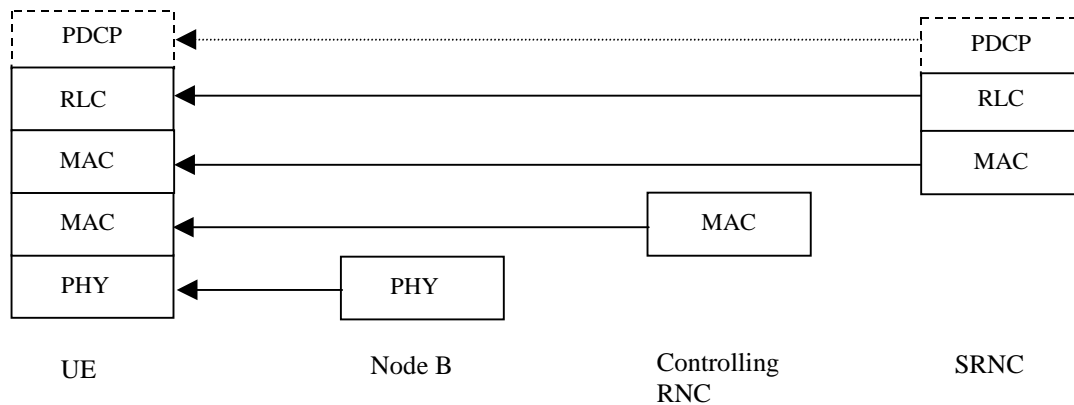 PDCP
PDCP
RLC
RLC
MAC
MAC
MAC
MAC
PHY
PHY
UE
Node B
Controlling
RNC
SRNC